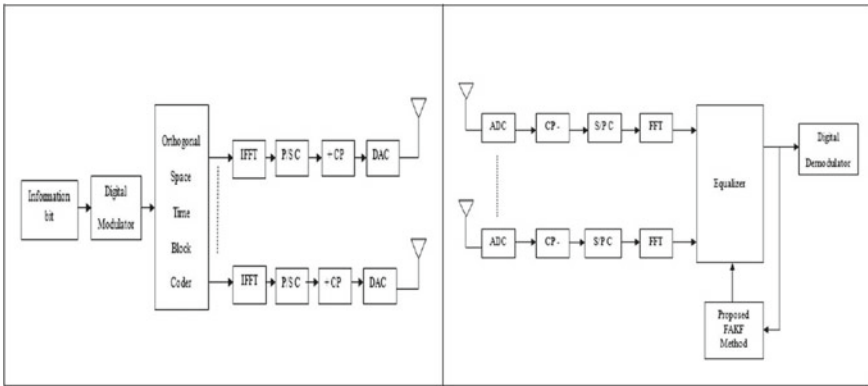 Information
bit
Digital
Modulator
Orthogonal
Space
Time
Block
Coder
IFFT
P/SC
+CP
DAC
IFFT
P/SC
+CP
DAC
ADC
CP-
S/PC
FFT
ADC
CP-
S/PC
FFT
Equalizer
Digital
Demodulator
Proposed
FAKF
Method